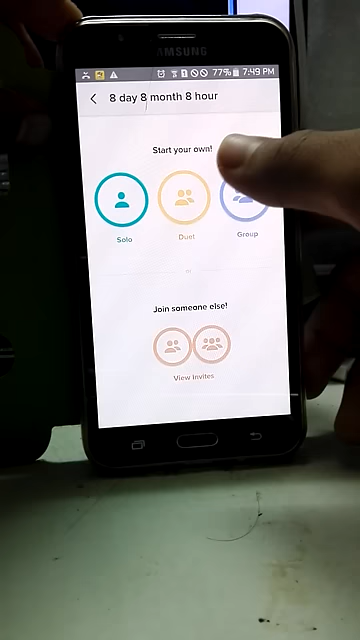 SAMSUNG
77% 7:49 PM
8 day 8 month 8 hour
Start your own!
Solo
Duet
Group
or
Join someone else!
View Invites